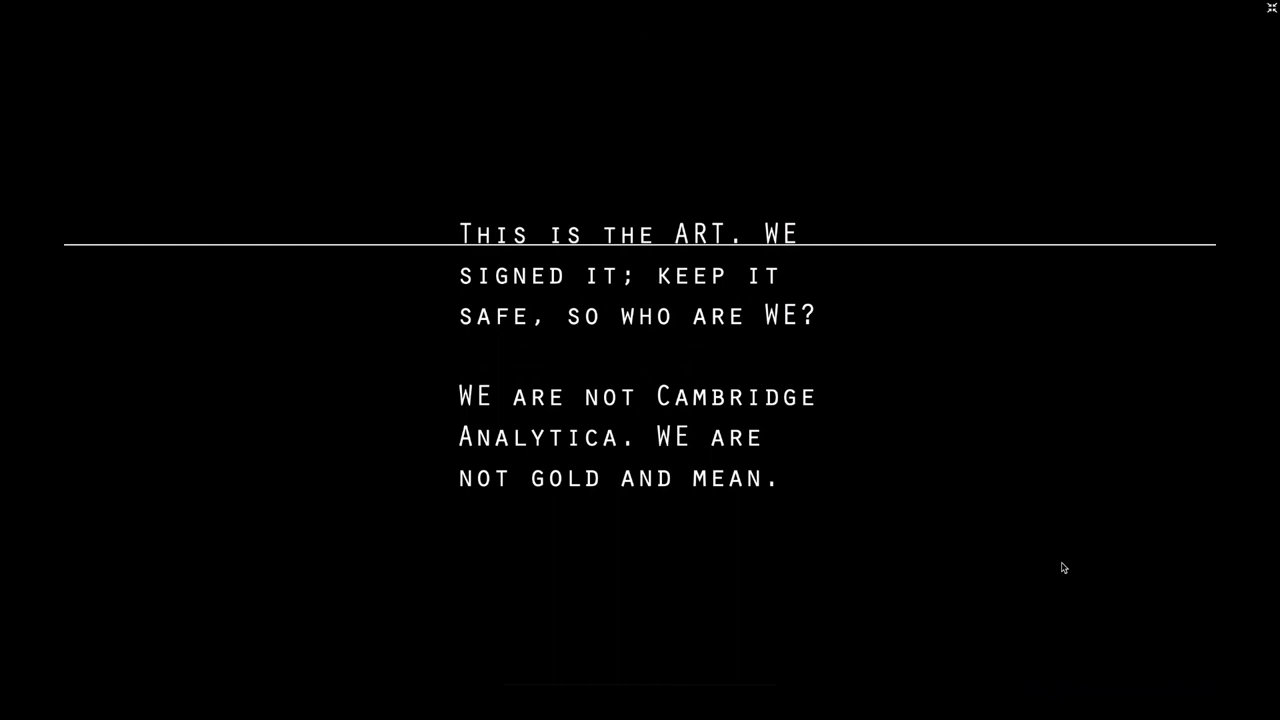 This is the ART. WE
signed it; keep it
safe, so who are WE?
WE are not Cambridge
Analytica. WE are
not gold and mean.